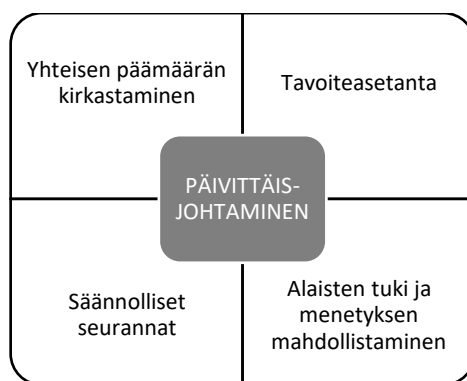 Yhteisen päämäärän
kirkastaminen
Tavoiteasetanta
PÄIVITTÄIS-
JOHTAMINEN
Säännolliset
seurannat
Alaisten tuki ja
menetyksen
mahdollistaminen